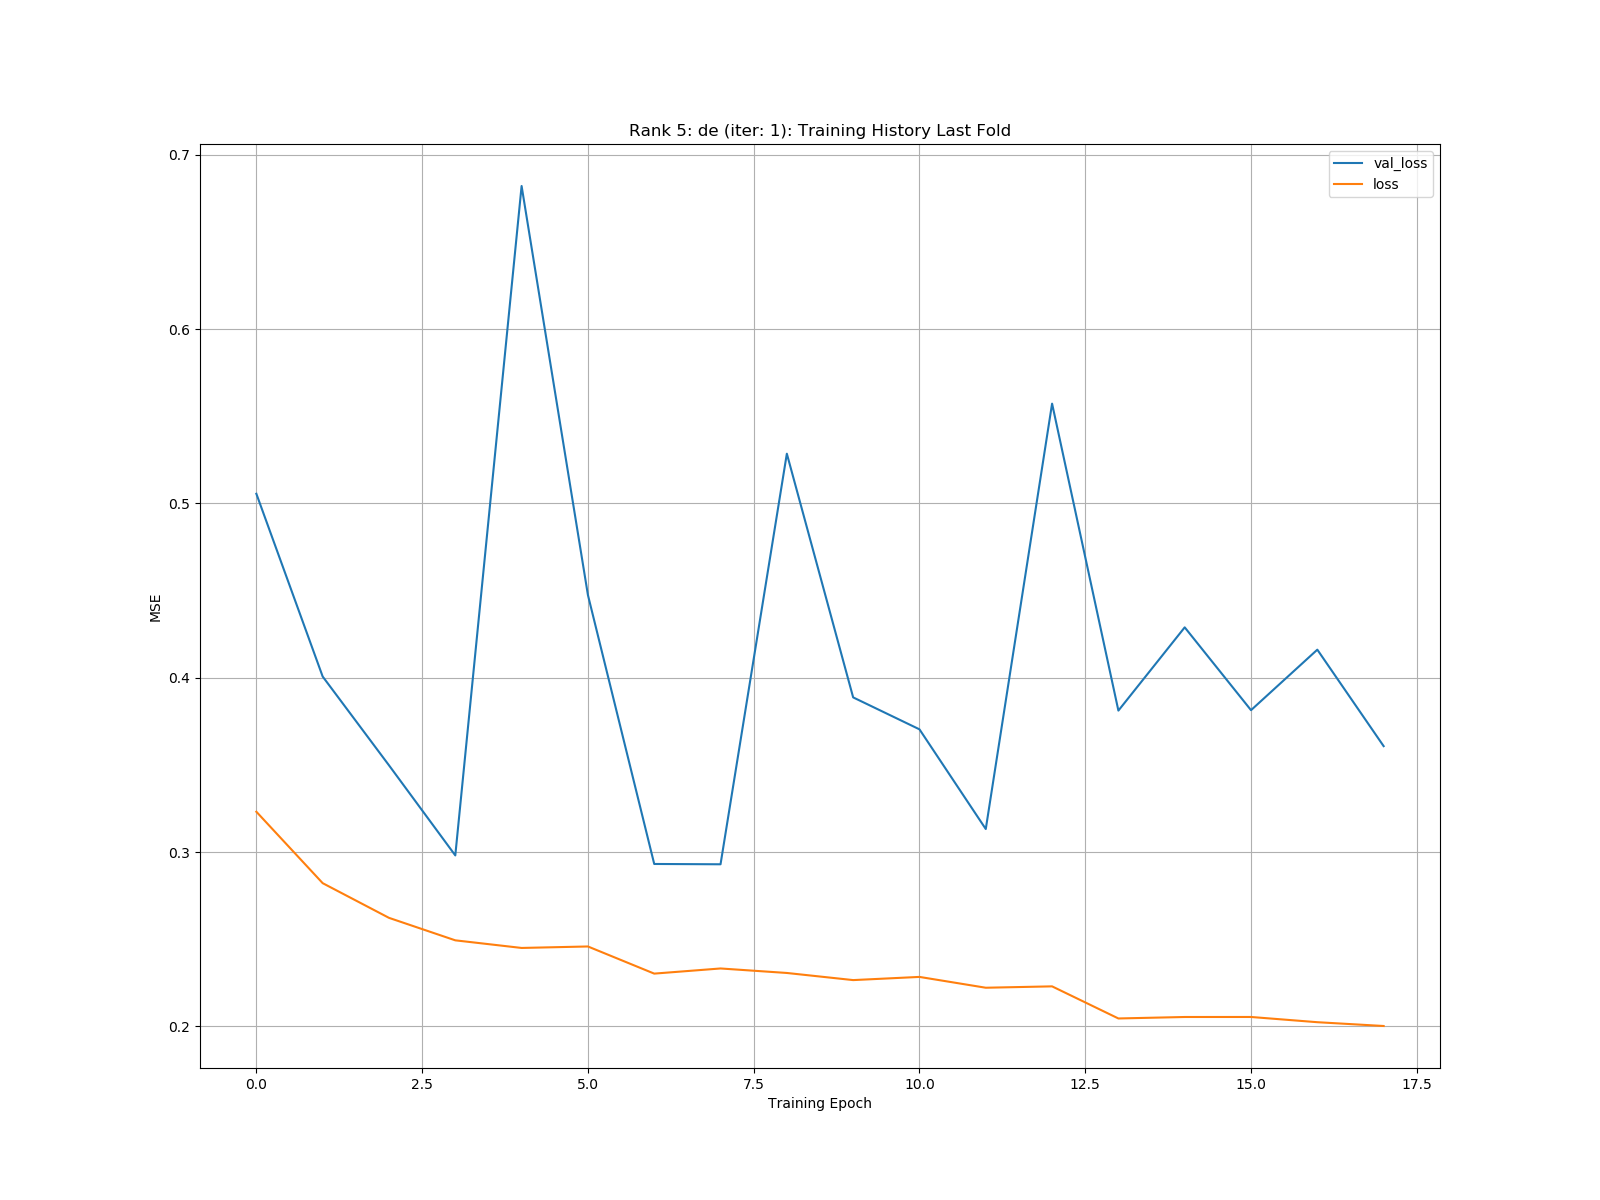 Rank 5: de (iter: 1): Training History Last Fold
val_loss
loss
0.7
0.6
0.5
0.4
0.3
0.2
MSE
0.0 2.5 5.0 7.5 10.0 12.5 15.0 17.5
Training Epoch